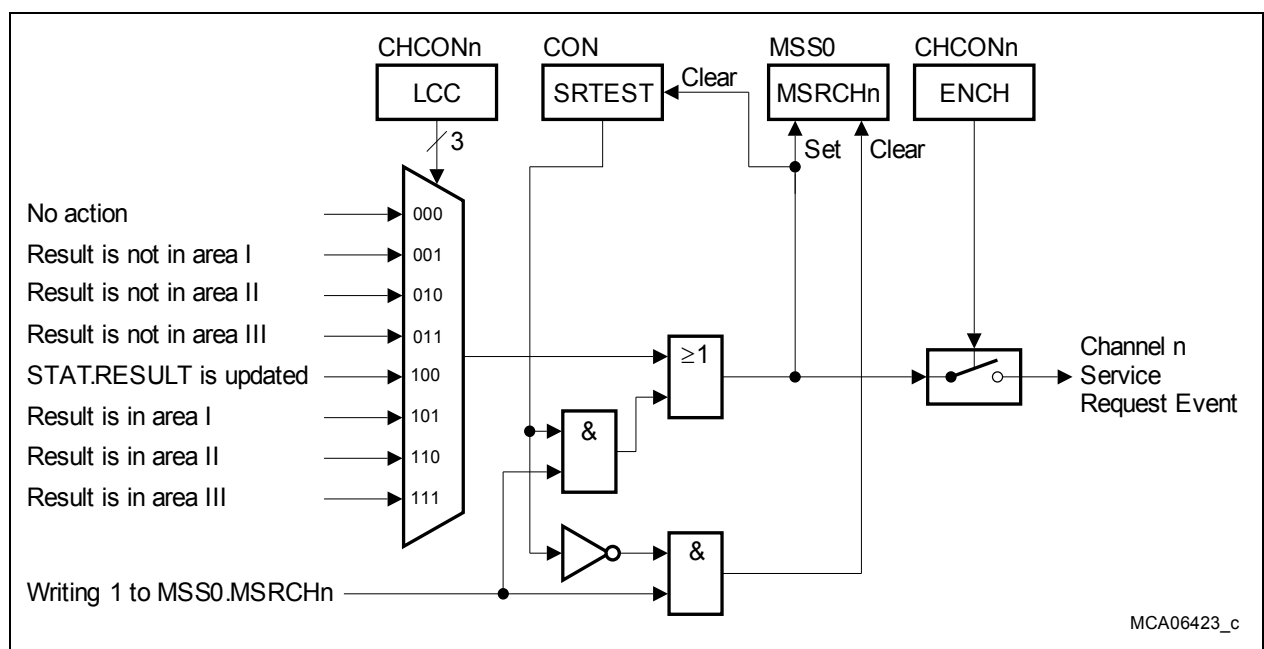 CHCONn
CON
MSS0
CHCONn
LCC
SRTEST
Clear
MSRCHn
ENCH
3
Set
Clear
No action
000
Result is not in area I
001
Result is not in area II
010
Result is not in area III
011
STAT.RESULT is updated
100
Result is in area I
101
Result is in area II
110
Result is in area III
111
≥1
&
&
Channel n
Service
Request Event
Writing 1 to MSS0.MSRCHn
MCA06423_c